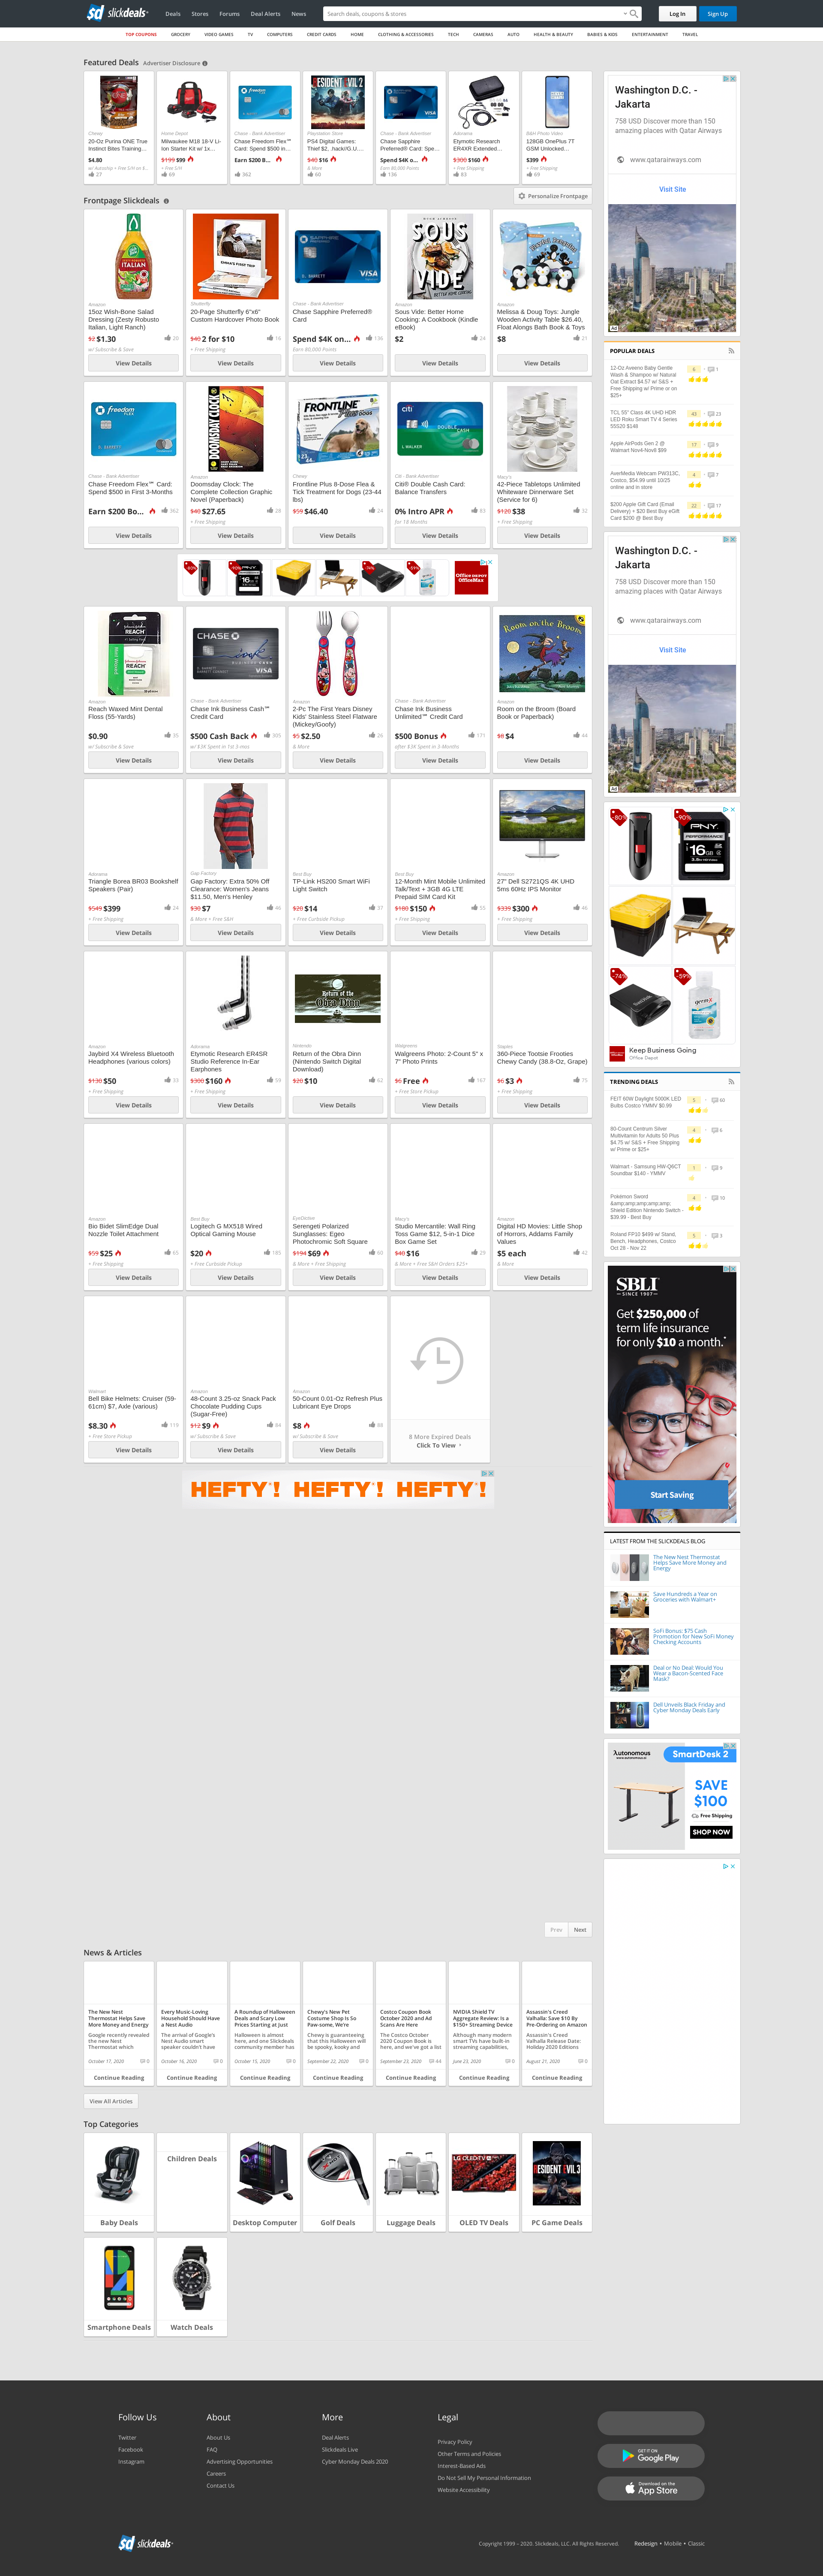 slickdeals
Deals
Stores
Forums
Deal Alerts
News
Search deals, coupons & stores
Log In
Sign Up
TOP COUPONS
GROCERY
VIDEO GAMES
TV
COMPUTERS
CREDIT CARDS
HOME
CLOTHING & ACCESSORIES
TECH
CAMERAS
AUTO
HEALTH & BEAUTY
BABIES & KIDS
ENTERTAINMENT
TRAVEL
Featured Deals Advertiser Disclosure
Chewy
20-Oz Purina ONE True
Instinct Bites Training...
$4.80
27
Home Depot
Milwaukee M18 18-V Li-
Ion Starter Kit w/ 1x...
$199 $99
+ Free S/H
69
Chase - Bank Advertiser
Chase Freedom Flex℠
Card: Spend $500 in...
Earn $200 B...
362
Playstation Store
PS4 Digital Games:
Thief $2, .hack//G.U....
$40 $16
& More
60
Chase - Bank Advertiser
Chase Sapphire
Preferred® Card: Spe...
Spend $4K o...
Earn 80,000 Points
136
Adorama
Etymotic Research
ER4XR Extended...
$300 $160
+ Free Shipping
83
B&H Photo Video
128GB OnePlus 7T
GSM Unlocked...
$399
+ Free Shipping
69
Frontpage Slickdeals
Personalize Frontpage
Amazon
15oz Wish-Bone Salad
Dressing (Zesty Robusto
Italian, Light Ranch)
$2 $1.30
20
w/ Subscribe & Save
View Details
Shutterfly
20-Page Shutterfly 6"x6"
Custom Hardcover Photo Book
$40 2 for $10
16
+ Free Shipping
View Details
Chase - Bank Advertiser
Chase Sapphire Preferred®
Card
Spend $4K on...
136
Earn 80,000 Points
View Details
Amazon
Sous Vide: Better Home
Cooking: A Cookbook (Kindle
eBook)
$2
24
View Details
Amazon
Melissa & Doug Toys: Jungle
Wooden Activity Table $26.40,
Float Alongs Bath Book & Toys
$8
21
View Details
Chase - Bank Advertiser
Chase Freedom Flex℠ Card:
Spend $500 in First 3-Months
Earn $200 Bo...
362
View Details
Amazon
Doomsday Clock: The
Complete Collection Graphic
Novel (Paperback)
$40 $27.65
28
+ Free Shipping
View Details
Chewy
Frontline Plus 8-Dose Flea &
Tick Treatment for Dogs (23-44
lbs)
$59 $46.40
24
View Details
Citi - Bank Advertiser
Citi® Double Cash Card:
Balance Transfers
0% Intro APR
83
for 18 Months
View Details
Macy's
42-Piece Tabletops Unlimited
Whiteware Dinnerware Set
(Service for 6)
$120 $38
32
+ Free Shipping
View Details
Office DEPOT
OfficeMax
Amazon
Reach Waxed Mint Dental
Floss (55-Yards)
$0.90
35
w/ Subscribe & Save
View Details
Chase - Bank Advertiser
Chase Ink Business Cash℠
Credit Card
$500 Cash Back
305
w/ $3K Spent in 1st 3-mos
View Details
Amazon
2-Pc The First Years Disney
Kids' Stainless Steel Flatware
(Mickey/Goofy)
$5 $2.50
26
& More
View Details
Chase - Bank Advertiser
Chase Ink Business
Unlimited℠ Credit Card
$500 Bonus
171
after $3K Spent in 3-Months
View Details
Amazon
Room on the Broom (Board
Book or Paperback)
$8 $4
44
View Details
Adorama
Triangle Borea BR03 Bookshelf
Speakers (Pair)
$549 $399
24
+ Free Shipping
View Details
Gap Factory
Gap Factory: Extra 50% Off
Clearance: Women's Jeans
$11.50, Men's Henley
$30 $7
46
& More + Free S&H
View Details
Best Buy
TP-Link HS200 Smart WiFi
Light Switch
$20 $14
37
+ Free Curbside Pickup
View Details
Best Buy
12-Month Mint Mobile Unlimited
Talk/Text + 3GB 4G LTE
Prepaid SIM Card Kit
$180 $150
55
+ Free Shipping
View Details
Amazon
27" Dell S2721QS 4K UHD
5ms 60Hz IPS Monitor
$339 $300
46
+ Free Shipping
View Details
Amazon
Jaybird X4 Wireless Bluetooth
Headphones (various colors)
$130 $50
33
+ Free Shipping
View Details
Adorama
Etymotic Research ER4SR
Studio Reference In-Ear
Earphones
$300 $160
59
+ Free Shipping
View Details
Nintendo
Return of the Obra Dinn
(Nintendo Switch Digital
Download)
$20 $10
62
View Details
Walgreens
Walgreens Photo: 2-Count 5" x
7" Photo Prints
$6 Free
167
+ Free Store Pickup
View Details
Staples
360-Piece Tootsie Frooties
Chewy Candy (38.8-Oz, Grape)
$6 $3
75
+ Free Shipping
View Details
Amazon
Bio Bidet SlimEdge Dual
Nozzle Toilet Attachment
$59 $25
65
+ Free Shipping
View Details
Best Buy
Logitech G MX518 Wired
Optical Gaming Mouse
$20
185
+ Free Curbside Pickup
View Details
EyeDictive
Serengeti Polarized
Sunglasses: Egeo
Photochromic Soft Square
$194 $69
60
& More + Free Shipping
View Details
Macy's
Studio Mercantile: Wall Ring
Toss Game $12, 5-in-1 Dice
Box Game Set
$40 $16
29
& More + Free S&H Orders $25+
View Details
Amazon
Digital HD Movies: Little Shop
of Horrors, Addams Family
Values
$5 each
42
& More
View Details
Walmart
Bell Bike Helmets: Cruiser (59-
61cm) $7, Axle (various)
$8.30
119
+ Free Store Pickup
View Details
Amazon
48-Count 3.25-oz Snack Pack
Chocolate Pudding Cups
(Sugar-Free)
$12 $9
84
w/ Subscribe & Save
View Details
Amazon
50-Count 0.01-Oz Refresh Plus
Lubricant Eye Drops
$8
88
w/ Subscribe & Save
View Details
8 More Expired Deals
Click To View
HEFTY! HEFTY! HEFTY!
Prev
Next
Washington D.C. -
Jakarta
758 USD Discover more than 150
amazing places with Qatar Airways
www.qatarairways.com
Visit Site
Ad
POPULAR DEALS
12-Oz Aveeno Baby Gentle
Wash & Shampoo w/ Natural
Oat Extract $4.57 w/ S&S +
Free Shipping w/ Prime or on
$25+
6
1
TCL 55" Class 4K UHD HDR
LED Roku Smart TV 4 Series
55S20 $148
43
23
Apple AirPods Gen 2 @
Walmart Nov4-Nov8 $99
17
9
AverMedia Webcam PW313C,
Costco, $54.99 until 10/25
online and in store
4
7
$200 Apple Gift Card (Email
Delivery) + $20 Best Buy eGift
Card $200 @ Best Buy
22
17
Washington D.C. -
Jakarta
758 USD Discover more than 150
amazing places with Qatar Airways
www.qatarairways.com
Visit Site
Ad
-80%
-90%
-74%
-59%
Keep Business Going
Office Depot
TRENDING DEALS
FEIT 60W Daylight 5000K LED
Bulbs Costco YMMV $0.99
5
60
80-Count Centrum Silver
Multivitamin for Adults 50 Plus
$4.75 w/ S&S + Free Shipping
w/ Prime or $25+
4
6
Walmart - Samsung HW-Q6CT
Soundbar $140 - YMMV
1
9
Pokémon Sword
&amp;amp;amp;amp;amp;
Shield Edition Nintendo Switch -
$39.99 - Best Buy
4
10
Roland FP10 $499 w/ Stand,
Bench, Headphones, Costco
Oct 28 - Nov 22
5
3
SBLI
SINCE 1907
Get $250,000 of
term life insurance
for only $10 a month.*
Start Saving
LATEST FROM THE SLICKDEALS BLOG
The New Nest Thermostat
Helps Save More Money and
Energy
Save Hundreds a Year on
Groceries with Walmart+
SoFi Bonus: $75 Cash
Promotion for New SoFi Money
Checking Accounts
Deal or No Deal: Would You
Wear a Bacon-Scented Face
Mask?
Dell Unveils Black Friday and
Cyber Monday Deals Early
Autonomous
SmartDesk 2
SAVE
$100
Free Shipping
SHOP NOW
News & Articles
The New Nest
Thermostat Helps Save
More Money and Energy
Google recently revealed
the new Nest
Thermostat which
October 17, 2020
0
Continue Reading
Every Music-Loving
Household Should Have
a Nest Audio
The arrival of Google's
Nest Audio smart
speaker couldn't have
October 16, 2020
0
Continue Reading
A Roundup of Halloween
Deals and Scary Low
Prices Starting at Just
Halloween is almost
here, and one Slickdeals
community member has
October 15, 2020
0
Continue Reading
Chewy's New Pet
Costume Shop Is So
Paw-some, We're
Chewy is guaranteeing
that this Halloween will
be spooky, kooky and
September 22, 2020
0
Continue Reading
Costco Coupon Book
October 2020 and Ad
Scans Are Here
The Costco October
2020 Coupon Book is
here, and we've got a list
September 23, 2020
44
Continue Reading
NVIDIA Shield TV
Aggregate Review: Is a
$150+ Streaming Device
Although many modern
smart TVs have built-in
streaming capabilities,
June 23, 2020
0
Continue Reading
Assassin's Creed
Valhalla: Save $10 By
Pre-Ordering on Amazon
Assassin's Creed
Valhalla Release Date:
Holiday 2020 Editions
August 21, 2020
0
Continue Reading
View All Articles
Top Categories
Baby Deals
Children Deals
Desktop Computer
Golf Deals
Luggage Deals
OLED TV Deals
PC Game Deals
Smartphone Deals
Watch Deals
Follow Us
Twitter
Facebook
Instagram
About
About Us
FAQ
Advertising Opportunities
Careers
Contact Us
More
Deal Alerts
Slickdeals Live
Cyber Monday Deals 2020
Legal
Privacy Policy
Other Terms and Policies
Interest-Based Ads
Do Not Sell My Personal Information
Website Accessibility
GET IT ON
Google Play
Download on the
App Store
slickdeals
Copyright 1999 - 2020. Slickdeals, LLC. All Rights Reserved.
Redesign • Mobile • Classic